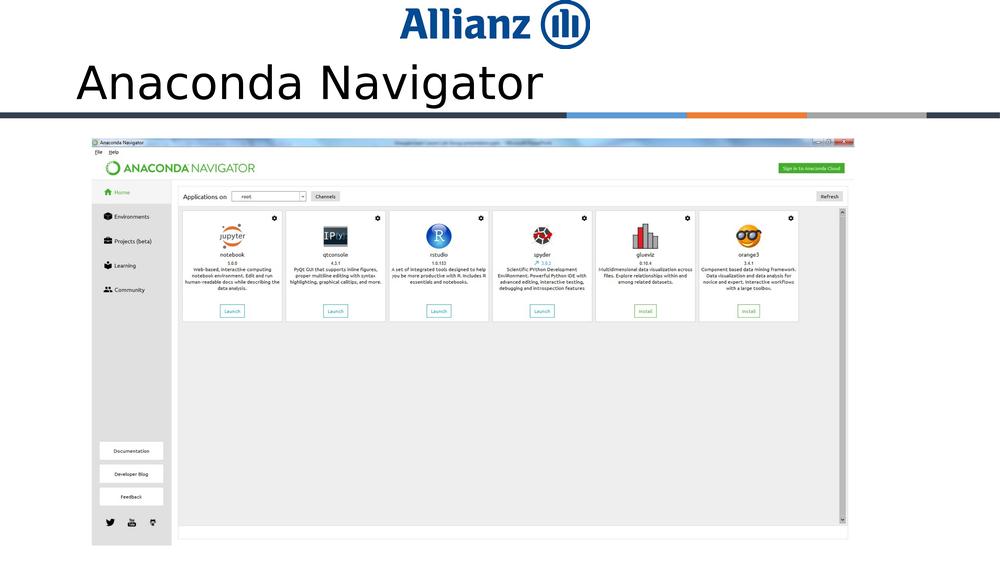 Allianz
Anaconda Navigator
Anaconda Navigator
File Help
ANACONDA NAVIGATOR
Sign in to Anaconda Cloud
Home
Environments
Projects (beta)
Learning
Community
Documentation
Developer Blog
Feedback
Applications on root Channels Refresh
jupyter
notebook
5.0.0
Web-based, interactive computing
notebook environment. Edit and run
human-readable docs while describing the
data analysis.
Launch
IP[y]:
qtconsole
4.3.1
PyQt GUI that supports inline figures,
proper multiline editing with syntax
highlighting, graphical calltips, and more.
Launch
R
rstudio
1.0.153
A set of integrated tools designed to help
you be more productive with R. Includes R
essentials and notebooks.
Launch
spyder
Scientific PYthon Development
EnviRonment. Powerful Python IDE with
advanced editing, interactive testing,
debugging and introspection features
Launch
glueviz
0.10.4
Multidimensional data visualization across
files. Explore relationships within and
among related datasets.
Install
orange3
3.4.1
Component based data mining framework.
Data visualization and data analysis for
novice and expert. Interactive workflows
with a large toolbox.
Install